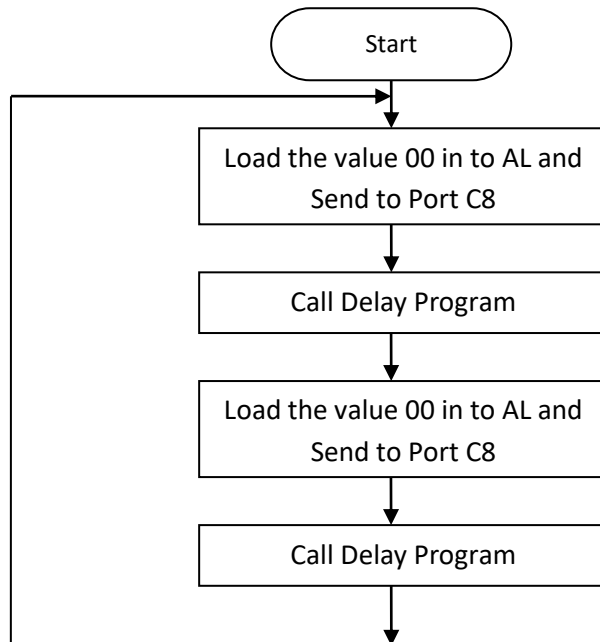 Start
Load the value 00 in to AL and
Send to Port C8
Call Delay Program
Load the value 00 in to AL and
Send to Port C8
Call Delay Program